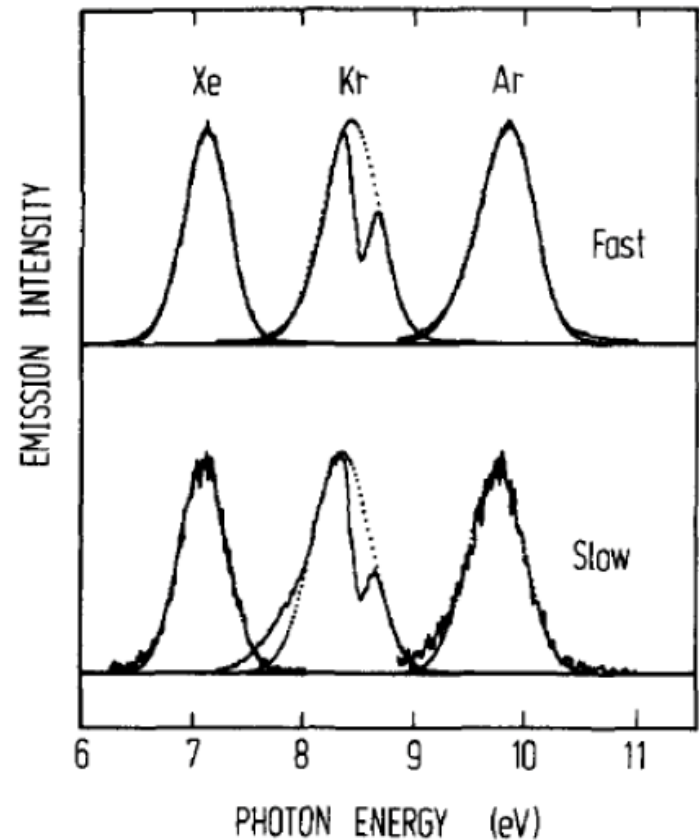 Xe Kr Ar
Fast
EMISSION INTENSITY
Slow
6 7 8 9 10 11
PHOTON ENERGY (eV)